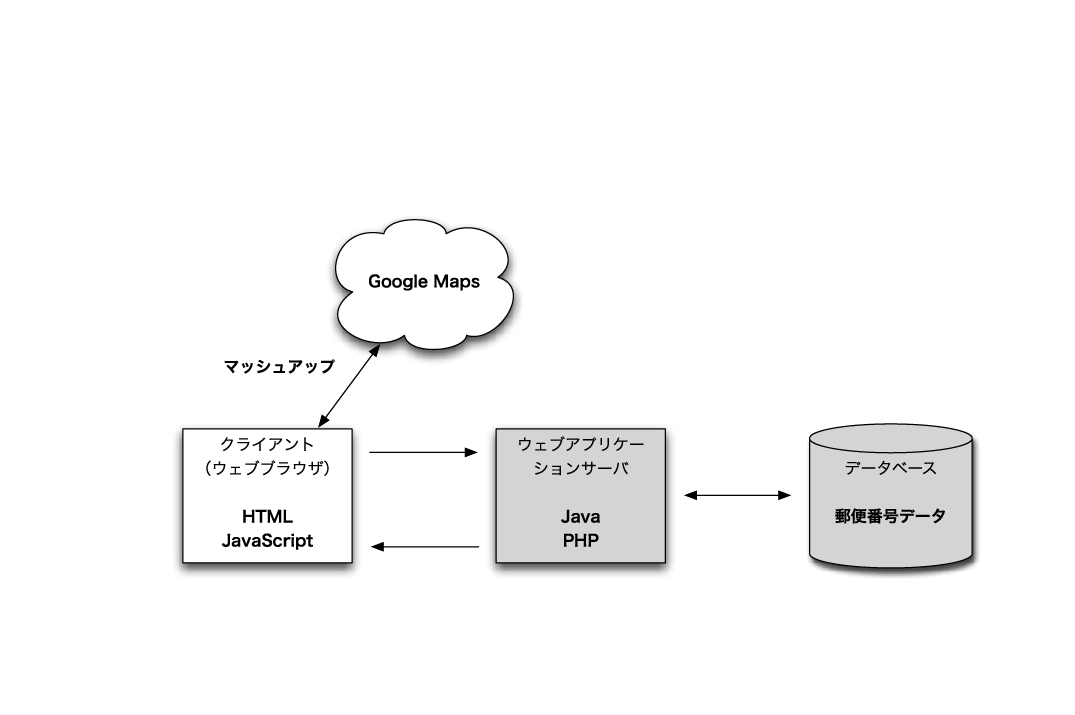 Google Maps
マッシュアップ
クライアント
（ウェブブラウザ）
HTML
JavaScript
ウェブアプリケー
ションサーバ
Java
PHP
データベース
郵便番号データ